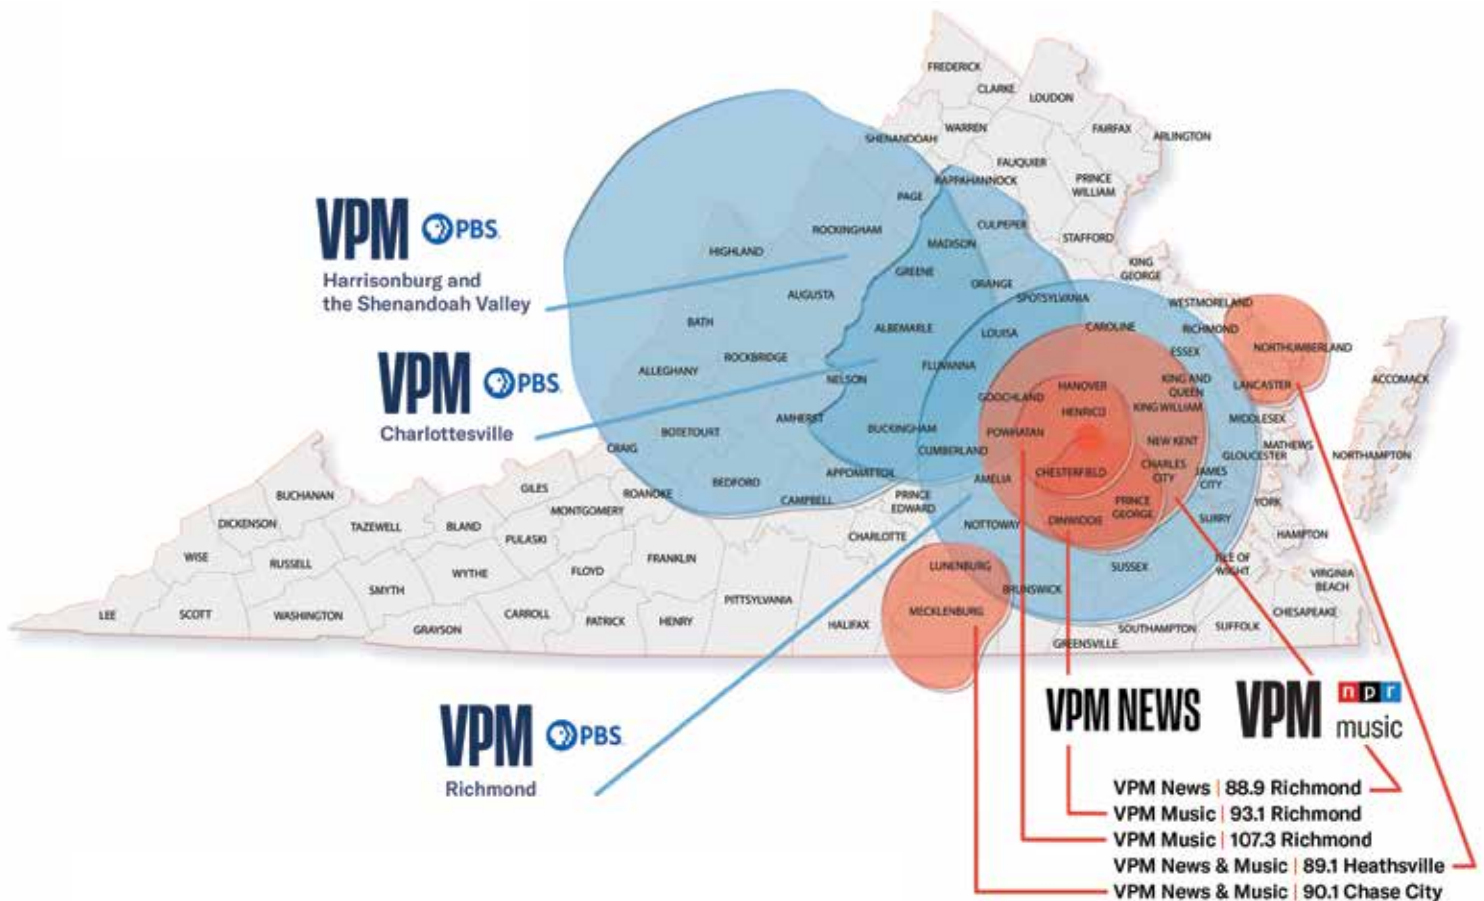 FREDERICK
CLARKE
LOUDON
SHENANDOAH
WARREN
FAIRFAX
ARLINGTON
FAUQUIER
RAPPAHANNOCK
PRINCE
WILLIAM
PAGE
VPM PBS
Harrisonburg and
the Shenandoah Valley
ROCKINGHAM
CULPEPER
STAFFORD
HIGHLAND
MADISON
KING
GEORGE
GREENE
ORANGE
AUGUSTA
SPOTSYLVANIA
WESTMORELAND
BATH
ALBEMARLE
LOUISA
CAROLINE
RICHMOND
ESSEX
NORTHUMBERLAND
ROCKBRIDGE
ALLEGHANY
FLUVANNA
NELSON
VPM PBS
Charlottesville
HANOVER
KING AND
QUEEN
LANCASTER
ACCOMACK
GOOCHLAND
HENRICO
KING WILLIAM
AMHERST
MIDDLESEX
BOTETOURT
BUCKINGHAM
POWHATAN
NEW KENT
MATHEWS
CRAIG
CUMBERLAND
GLOUCESTER
NORTHAMPTON
APPOMATTOX
CHESTERFIELD
CHARLES
CITY
JAMES
CITY
BEDFORD
AMELIA
GILES
ROANOKE
BUCHANAN
CAMPBELL
PRINCE
EDWARD
PRINCE
GEORGE
YORK
MONTGOMERY
DICKENSON
TAZEWELL
BLAND
NOTTOWAY
DINWIDDIE
SURRY
PULASKI
CHARLOTTE
HAMPTON
WISE
RUSSELL
FRANKLIN
ISLE OF
WIGHT
WYTHE
FLOYD
LUNENBURG
SUSSEX
VIRGINIA
BEACH
SMYTH
BRUNSWICK
PITTSYLVANIA
LEE
SCOTT
WASHINGTON
CARROLL
PATRICK
HENRY
HALIFAX
MECKLENBURG
CHESAPEAKE
GRAYSON
SOUTHAMPTON
SUFFOLK
GREENSVILLE
VPM PBS
Richmond
VPM NEWS
VPM npr
music
VPM News | 88.9 Richmond
VPM Music | 93.1 Richmond
VPM Music | 107.3 Richmond
VPM News & Music | 89.1 Heathsville
VPM News & Music | 90.1 Chase City